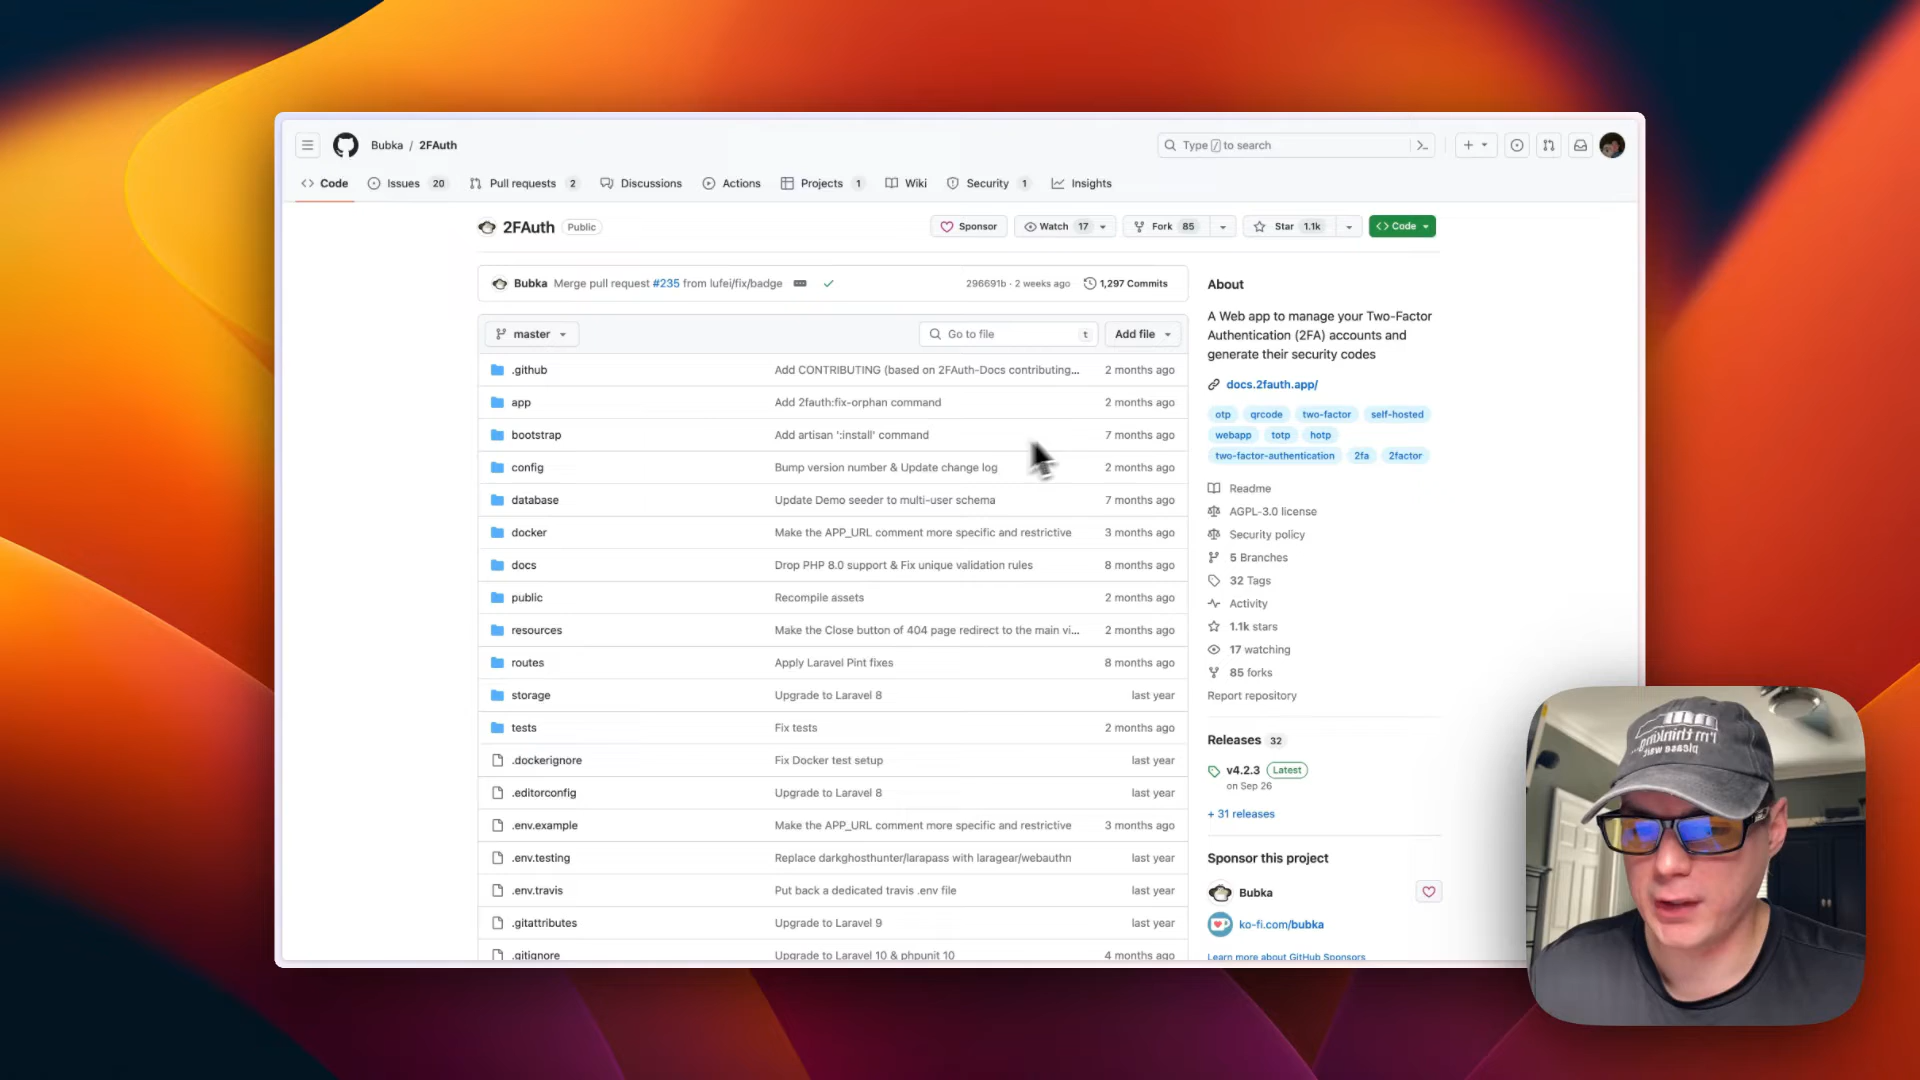 Bubka / 2FAuth
Type / to search
Code
Issues 20
Pull requests 2
Discussions
Actions
Projects 1
Wiki
Security 1
Insights
2FAuth Public
Sponsor
Watch 17
Fork 85
Star 1.1k
<> Code
Bubka Merge pull request #235 from lufei/fix/badge
296691b · 2 weeks ago
1,297 Commits
master
Go to file t
Add file
.github Add CONTRIBUTING (based on 2FAuth-Docs contributing... 2 months ago
app Add 2fauth:fix-orphan command 2 months ago
bootstrap Add artisan ':install' command 7 months ago
config Bump version number & Update change log 2 months ago
database Update Demo seeder to multi-user schema 7 months ago
docker Make the APP_URL comment more specific and restrictive 3 months ago
docs Drop PHP 8.0 support & Fix unique validation rules 8 months ago
public Recompile assets 2 months ago
resources Make the Close button of 404 page redirect to the main vi... 2 months ago
routes Apply Laravel Pint fixes 8 months ago
storage Upgrade to Laravel 8 last year
tests Fix tests 2 months ago
.dockerignore Fix Docker test setup last year
.editorconfig Upgrade to Laravel 8 last year
.env.example Make the APP_URL comment more specific and restrictive 3 months ago
.env.testing Replace darkghosthunter/larapass with laragear/webauthn last year
.env.travis Put back a dedicated travis .env file last year
.gitattributes Upgrade to Laravel 9 last year
.gitignore Upgrade to Laravel 10 & phpunit 10 4 months ago
About
A Web app to manage your Two-Factor
Authentication (2FA) accounts and
generate their security codes
docs.2fauth.app/
otp qrcode two-factor self-hosted
webapp totp hotp
two-factor-authentication 2fa 2factor
Readme
AGPL-3.0 license
Security policy
5 Branches
32 Tags
Activity
1.1k stars
17 watching
85 forks
Report repository
Releases 32
v4.2.3 Latest
on Sep 26
+ 31 releases
Sponsor this project
Bubka
ko-fi.com/bubka
Learn more about GitHub Sponsors
I'm thinking
please wait...